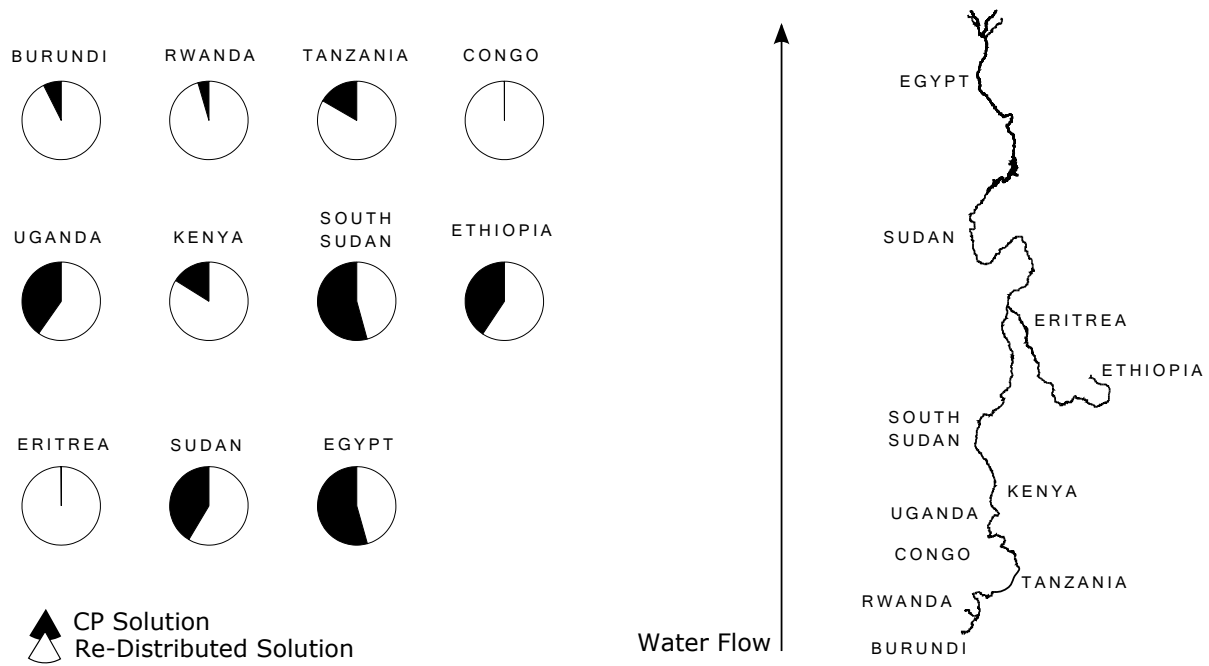 BURUNDI
RWANDA
TANZANIA
CONGO
UGANDA
KENYA
SOUTH
SUDAN
ETHIOPIA
ERITREA
SUDAN
EGYPT
CP Solution
Re-Distributed Solution
Water Flow
EGYPT
SUDAN
ERITREA
ETHIOPIA
SOUTH
SUDAN
KENYA
UGANDA
CONGO
TANZANIA
RWANDA
BURUNDI